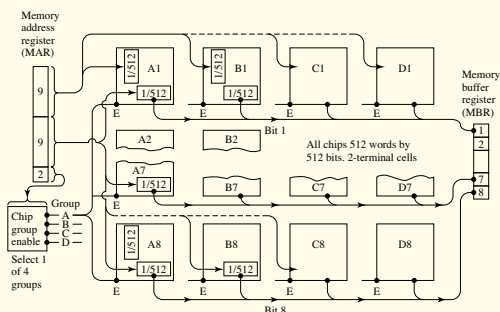 Memory
address
register
(MAR)
9
9
2
Chip
group
enable
Group
A
B
C
D
Select 1
of 4
groups
1/512
A1
1/512
E
1/512
B1
1/512
E
C1
E
D1
E
Bit 1
A2
B2
All chips 512 words by
512 bits. 2-terminal cells
A7
1/512
E
B7
C7
D7
1/512
A8
1/512
E
B8
1/512
E
C8
E
D8
E
Bit 8
Memory
buffer
register
(MBR)
1
2
7
8